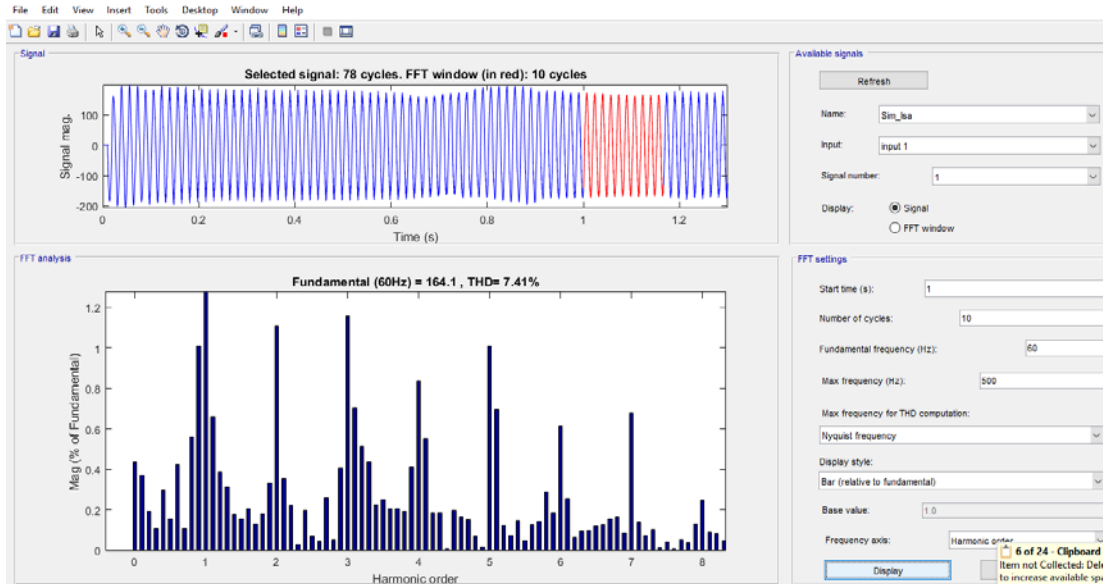 File Edit View Insert Tools Desktop Window Help
Signal
Selected signal: 78 cycles. FFT window (in red): 10 cycles
Signal mag.
100
0
-100
-200
0 0.2 0.4 0.6 0.8 1 1.2
Time (s)
FFT analysis
Fundamental (60Hz) = 164.1 , THD= 7.41%
Mag (% of Fundamental)
1.2
1
0.8
0.6
0.4
0.2
0
0 1 2 3 4 5 6 7 8
Harmonic order
Available signals
Refresh
Name: Sim_Isa
Input: input 1
Signal number: 1
Display: Signal
FFT window
FFT settings
Start time (s): 1
Number of cycles: 10
Fundamental frequency (Hz): 60
Max frequency (Hz): 500
Max frequency for THD computation:
Nyquist frequency
Display style:
Bar (relative to fundamental)
Base value: 1.0
Frequency axis: Harmonic order
Display
6 of 24 - Clipboard
Item not Collected: Dele
to increase available sp